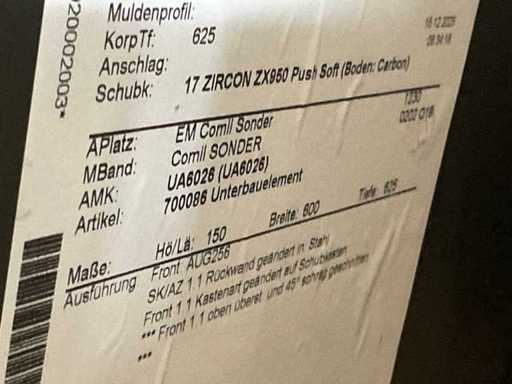 Muldenprofil:
KorpTf: 625
Anschlag:
Schubk: 17 ZIRCON ZX950 Push Soft (Boden: Carbon)
APlatz: EM Comil Sonder 1230
MBand: Comil SONDER
AMK: UA6026 (UA6026)
Artikel: 700086 Unterbauelement
Maße: Hö/Lä: 150 Breite: 600 Tiefe: 625
Ausführung Front AUG256
SK/AZ 1.1 Rückwand geändert in. Stahl
Front 1 1 Kastenart geändert auf Schubkasten
*** Front 1 1 oben überst. und 45° schräg geschnitten
***